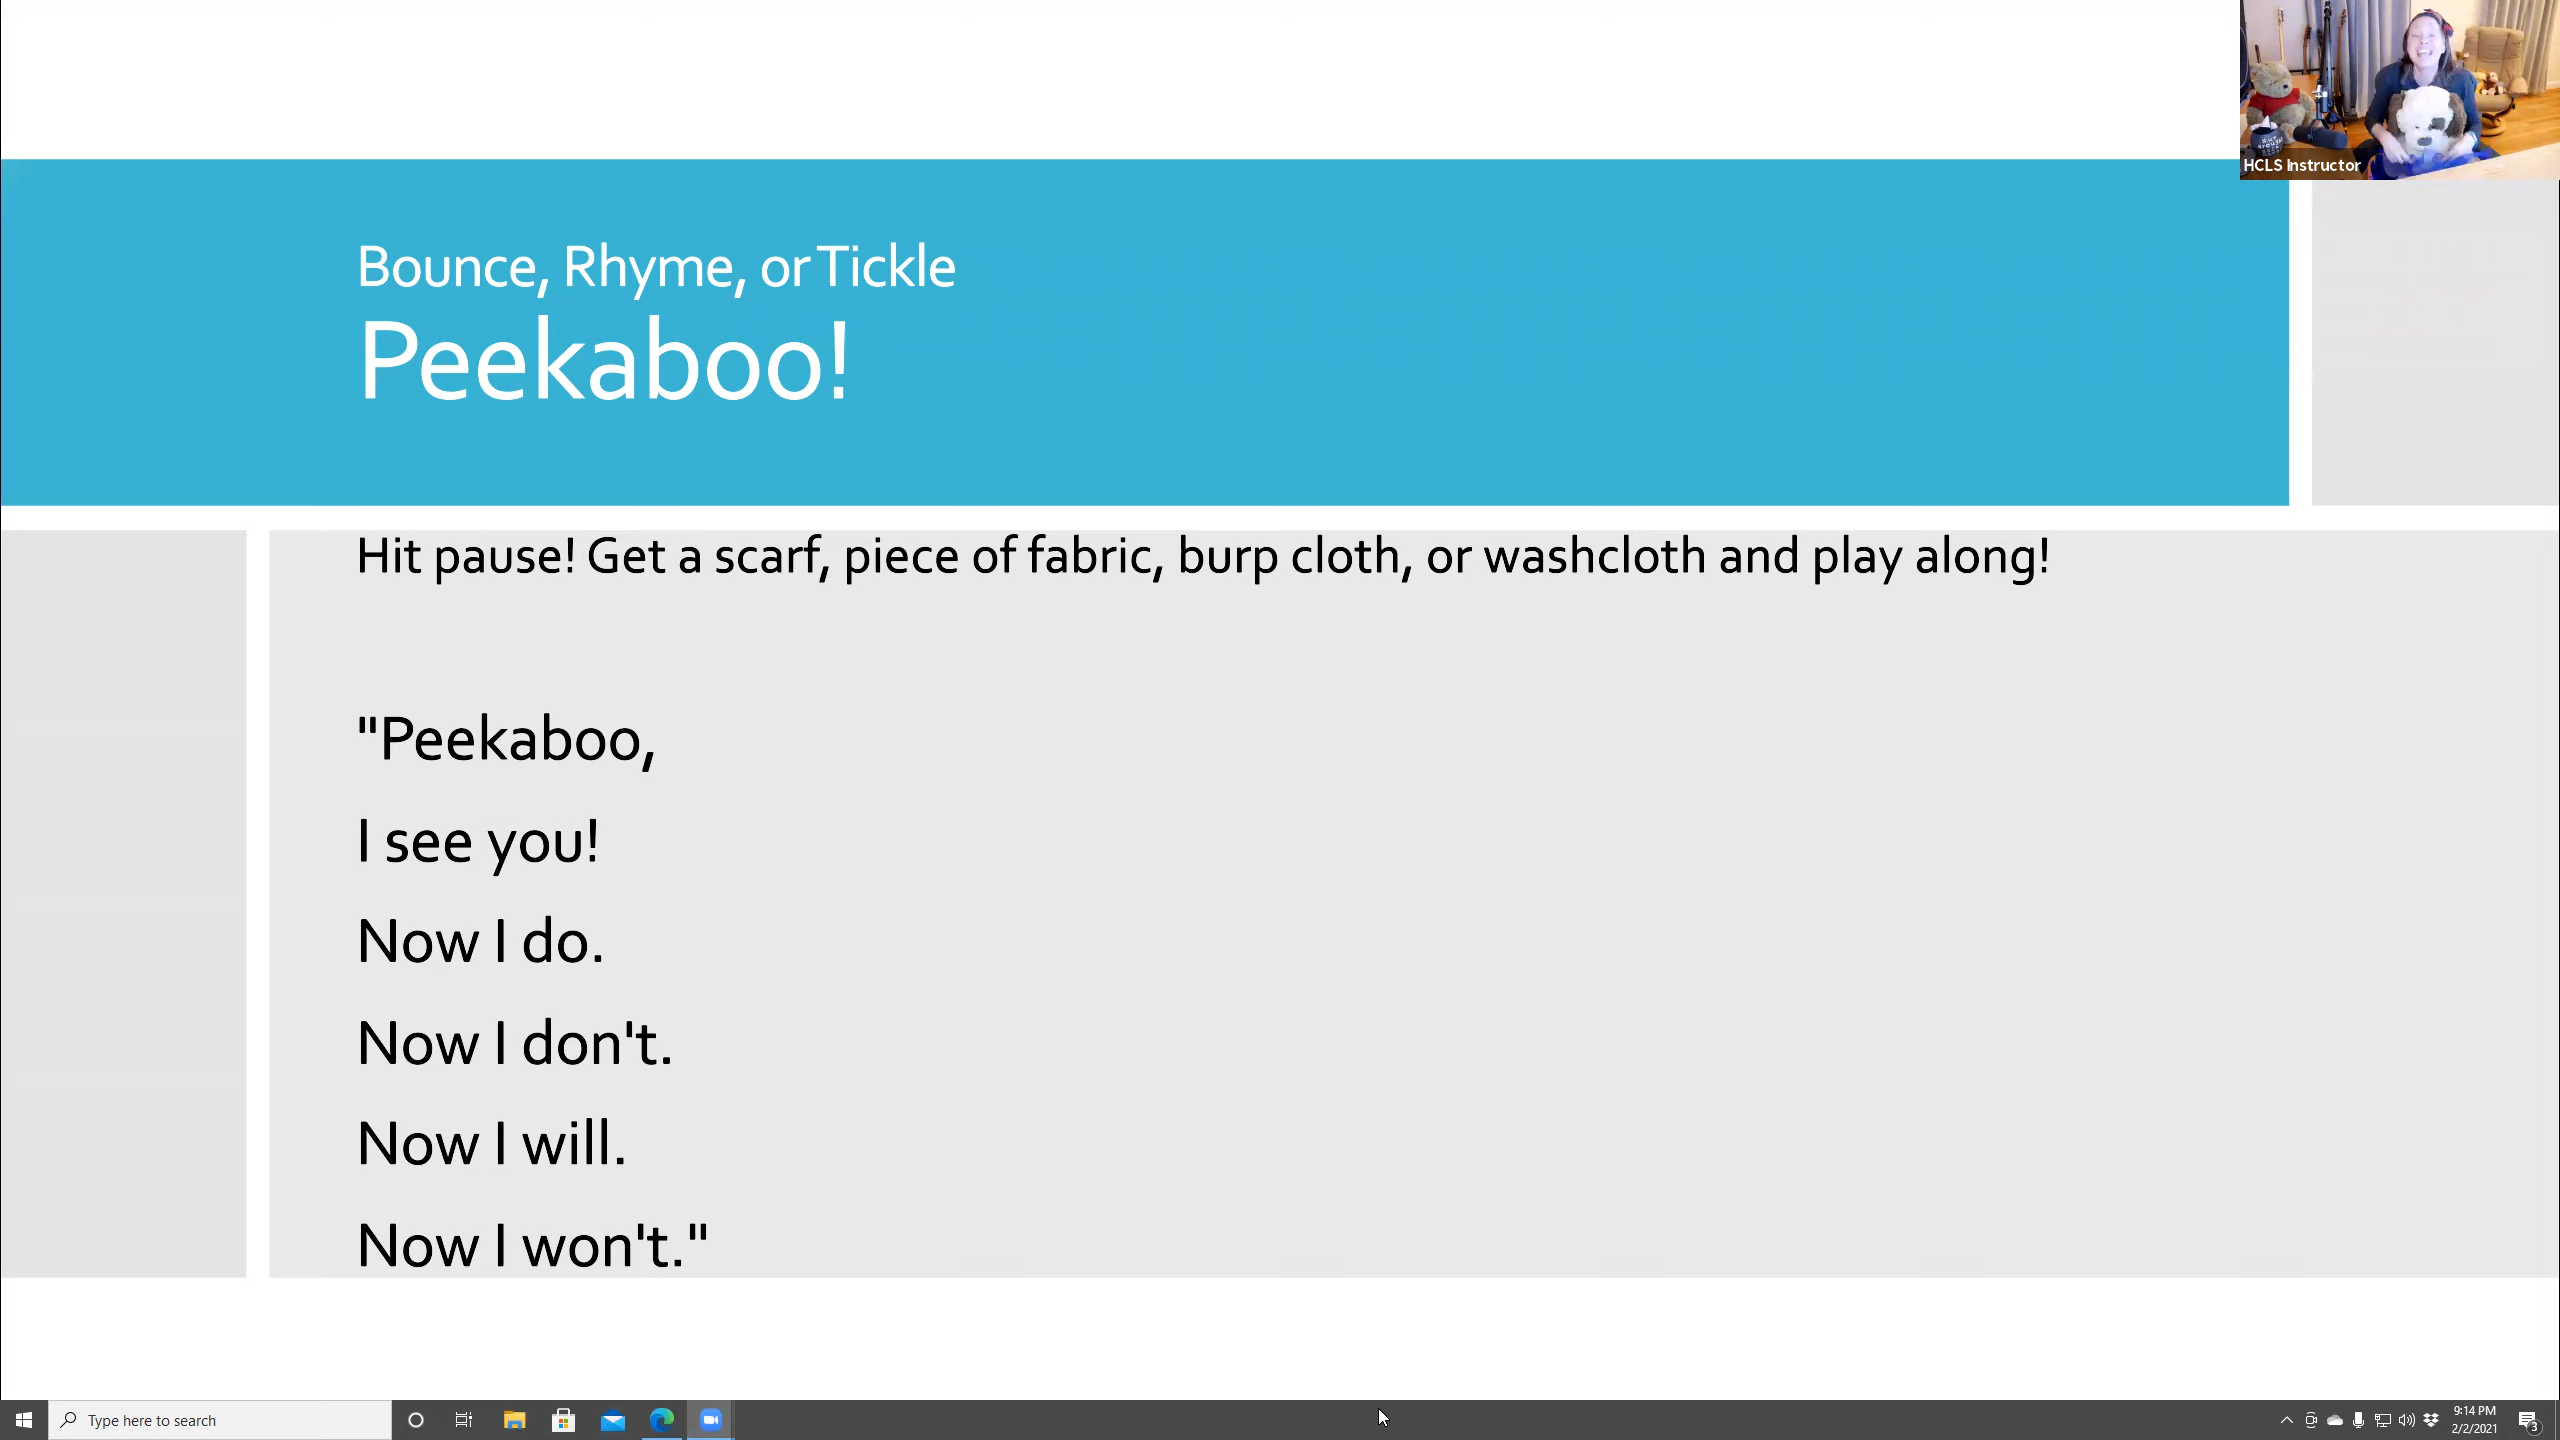 HCLS Instructor
Bounce, Rhyme, or Tickle
Peekaboo!
Hit pause! Get a scarf, piece of fabric, burp cloth, or washcloth and play along!
"Peekaboo,
I see you!
Now I do.
Now I don't.
Now I will.
Now I won't."
Type here to search
9:14 PM
2/2/2021
3